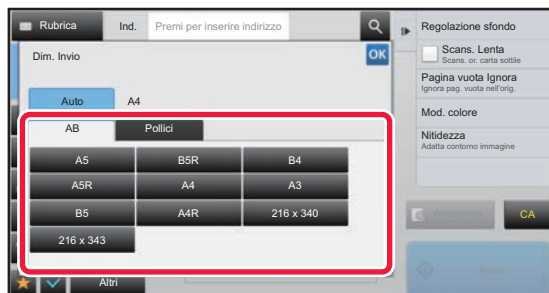 Rubrica
Ind.
Premi per inserire indirizzo
Dim. Invio
OK
Auto
A4
AB
Pollici
A5
B5R
B4
A5R
A4
A3
B5
A4R
216 x 340
216 x 343
Altri
Regolazione sfondo
Scans. Lenta
Scans. or. carta sottile
Pagina vuota Ignora
Ignora pag. vuota nell'orig.
Mod. colore
Nitidezza
Adatta contorno immagine
Anteprima
CA
Avvio